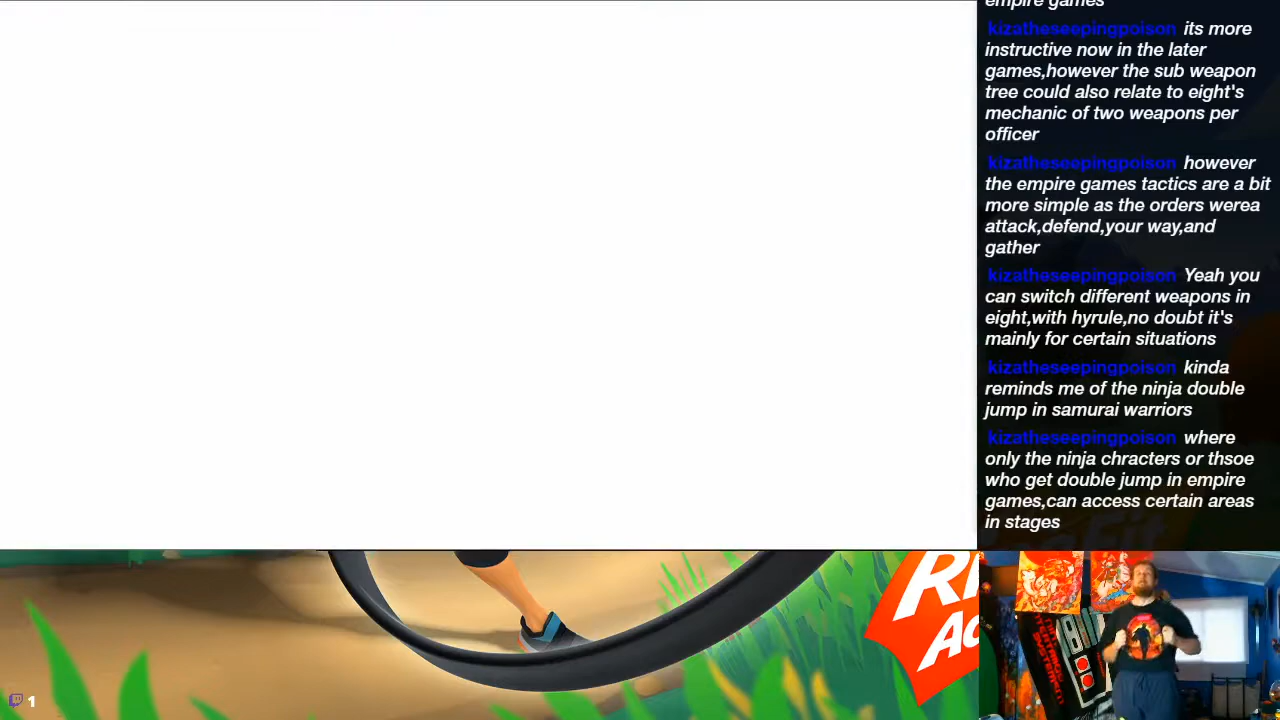 empire games
kizatheseepingpoison its more
instructive now in the later
games,however the sub weapon
tree could also relate to eight's
mechanic of two weapons per
officer
kizatheseepingpoison however
the empire games tactics are a bit
more simple as the orders werea
attack,defend,your way,and
gather
kizatheseepingpoison Yeah you
can switch different weapons in
eight,with hyrule,no doubt it's
mainly for certain situations
kizatheseepingpoison kinda
reminds me of the ninja double
jump in samurai warriors
kizatheseepingpoison where
only the ninja chracters or thsoe
who get double jump in empire
games,can access certain areas
in stages
1